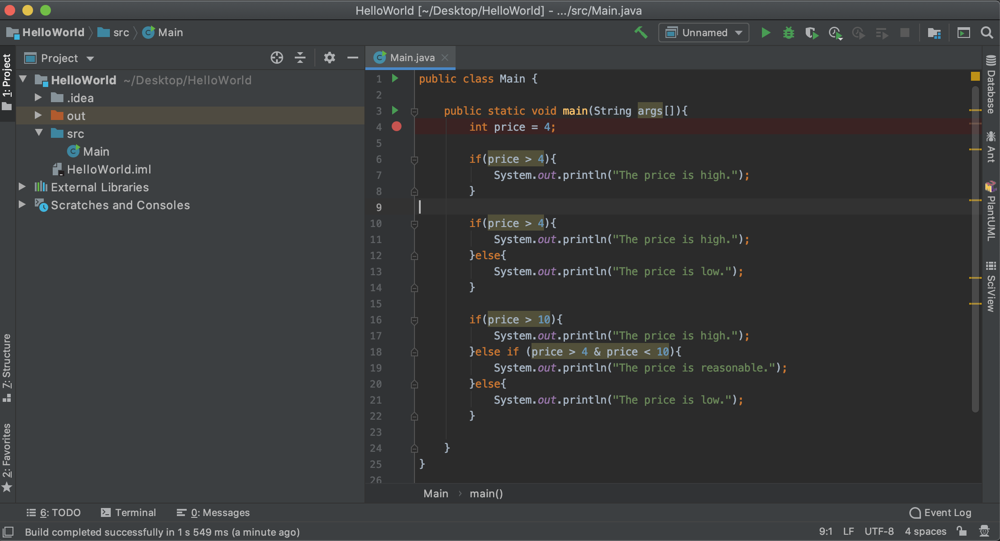 HelloWorld [~/Desktop/HelloWorld] - .../src/Main.java
HelloWorld src Main
Unnamed
1: Project
Project
HelloWorld ~/Desktop/HelloWorld
.idea
out
src
Main
HelloWorld.iml
External Libraries
Scratches and Consoles
7: Structure
2: Favorites
Main.java
1 public class Main {
2
3 public static void main(String args[]){
4 int price = 4;
5
6 if(price > 4){
7 System.out.println("The price is high.");
8 }
9
10 if(price > 4){
11 System.out.println("The price is high.");
12 }else{
13 System.out.println("The price is low.");
14 }
15
16 if(price > 10){
17 System.out.println("The price is high.");
18 }else if (price > 4 & price < 10){
19 System.out.println("The price is reasonable.");
20 }else{
21 System.out.println("The price is low.");
22 }
23
24 }
25 }
26
Main › main()
Database
Ant
PlantUML
SciView
6: TODO Terminal 0: Messages Event Log
Build completed successfully in 1 s 549 ms (a minute ago) 9:1 LF UTF-8 4 spaces